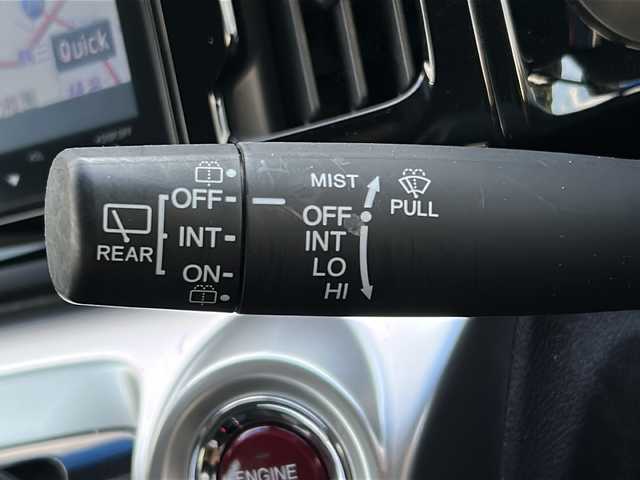 Quick
MIST
OFF
OFF
PULL
INT
INT
REAR
ON
LO
HI
ENGINE